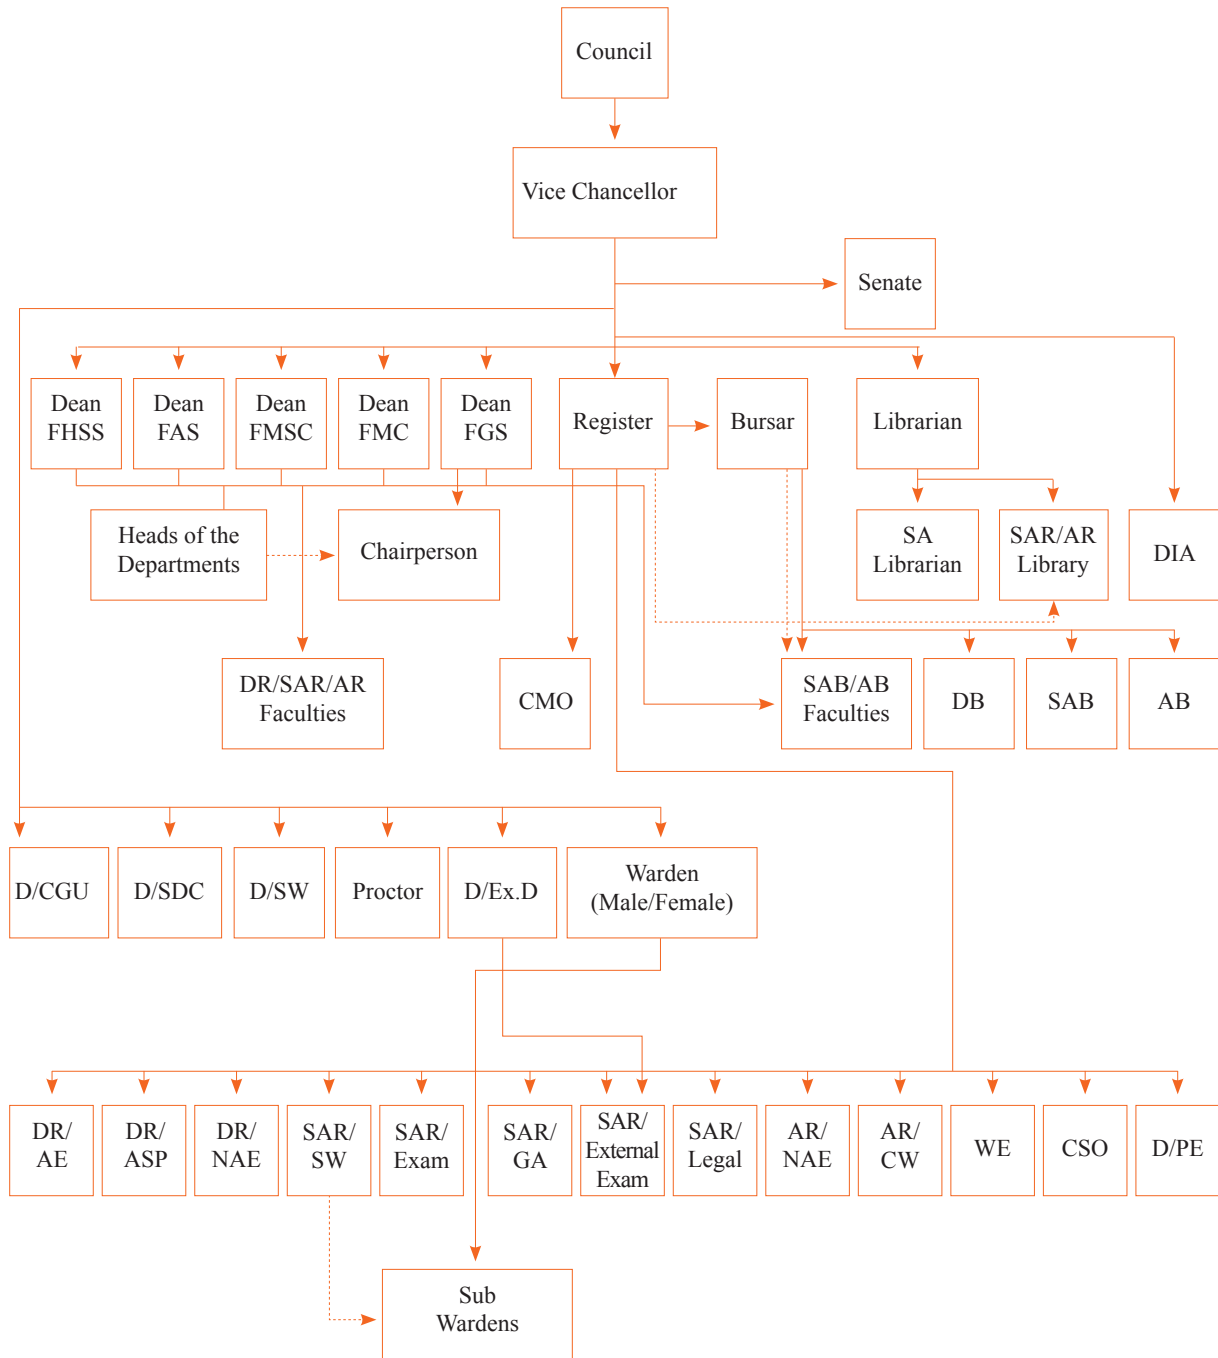 Council
Vice Chancellor
Senate
Dean
FHSS
Dean
FAS
Dean
FMSC
Dean
FMC
Dean
FGS
Register
Bursar
Librarian
Heads of the
Departments
Chairperson
SA
Librarian
SAR/AR
Library
DIA
DR/SAR/AR
Faculties
CMO
SAB/AB
Faculties
DB
SAB
AB
D/CGU
D/SDC
D/SW
Proctor
D/Ex.D
Warden
(Male/Female)
DR/
AE
DR/
ASP
DR/
NAE
SAR/
SW
SAR/
Exam
SAR/
GA
SAR/
External
Exam
SAR/
Legal
AR/
NAE
AR/
CW
WE
CSO
D/PE
Sub
Wardens